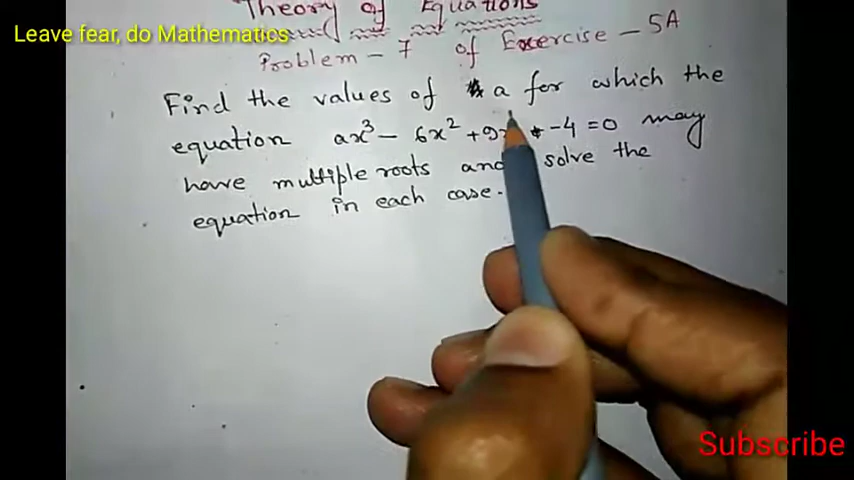 Theory of Equations
Leave fear, do Mathematics
Problem - 7 of Exercise - 5A
Find the values of a for which the
equation ax³ - 6x² + 9x - 4 = 0 may
have multiple roots and solve the
equation in each case.
Subscribe